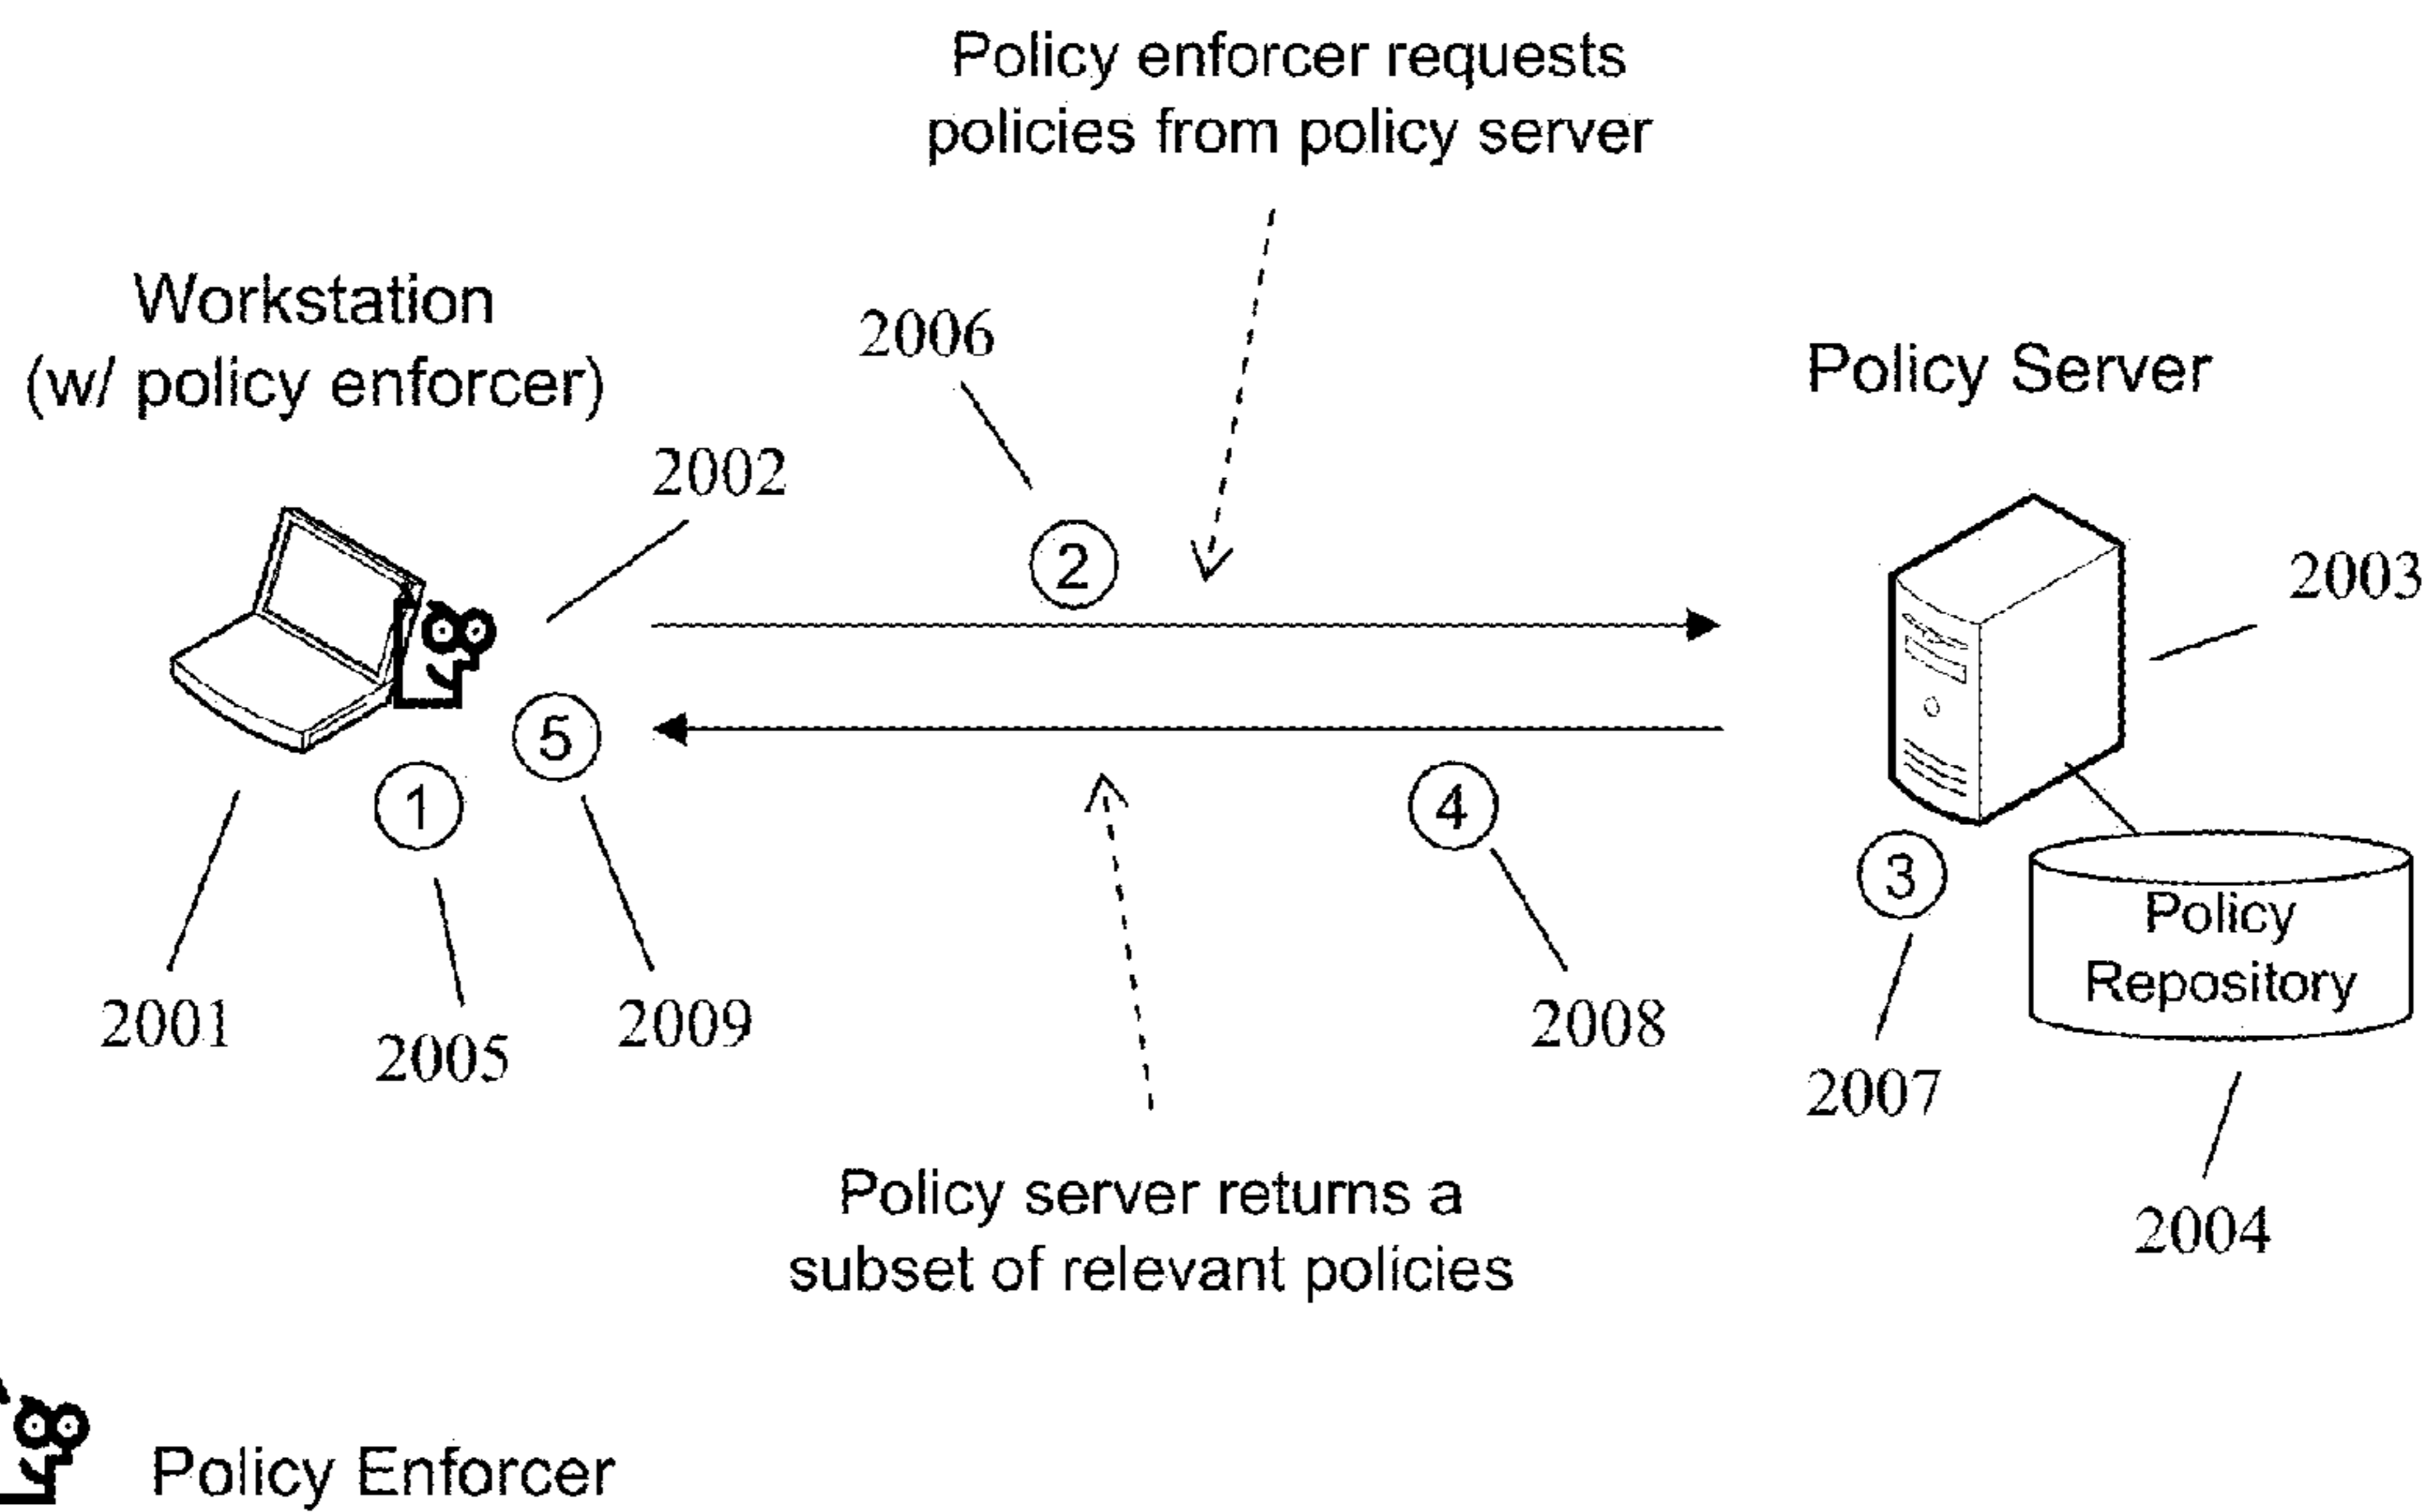 Policy enforcer requests
policies from policy server
Workstation
(w/ policy enforcer)
2006
Policy Server
2002
2003
2
5
1
4
3
Policy
Repository
2001
2005
2009
2008
2007
2004
Policy server returns a
subset of relevant policies
Policy Enforcer